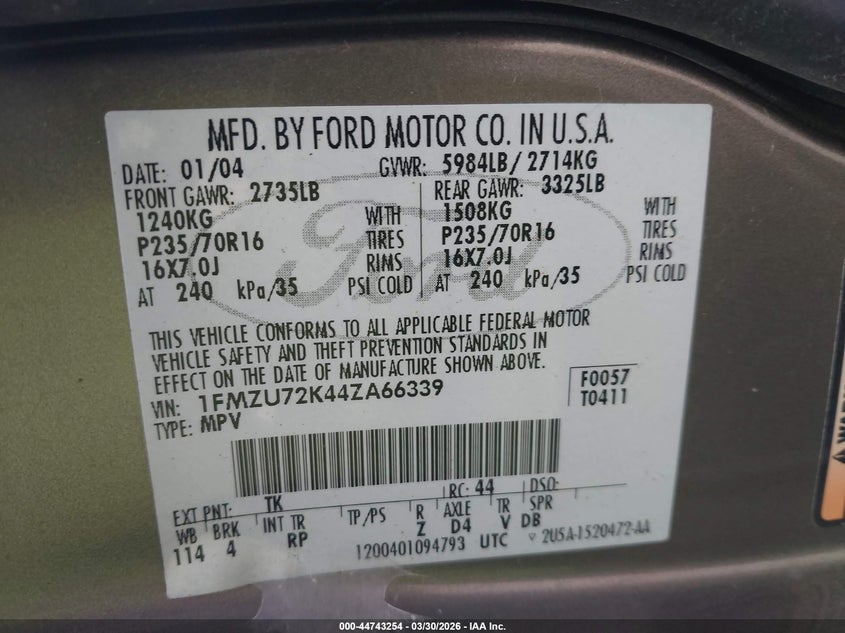 MFD. BY FORD MOTOR CO. IN U.S.A.
DATE: 01/04 GVWR: 5984LB/ 2714KG
FRONT GAWR: 2735LB REAR GAWR: 3325LB
1240KG WITH 1508KG WITH
P235/70R16 TIRES P235/70R16 TIRES
16X7.0J RIMS 16X7.0J RIMS
AT 240 kPa/35 PSI COLD AT 240 kPa/35 PSI COLD
Ford
THIS VEHICLE CONFORMS TO ALL APPLICABLE FEDERAL MOTOR
VEHICLE SAFETY AND THEFT PREVENTION STANDARDS IN
EFFECT ON THE DATE OF MANUFACTURE SHOWN ABOVE.
VIN: 1FMZU72K44ZA66339 F0057
TYPE: MPV T0411
EXT PNT: TK RC: 44 DSO:
WB BRK INT TR TP/PS R AXLE TR SPR
114 4 RP Z D4 V DB
1200401094793 UTC ▽ 2U5A-1520472-AA
000-44743254 - 03/30/2026 - IAA Inc.